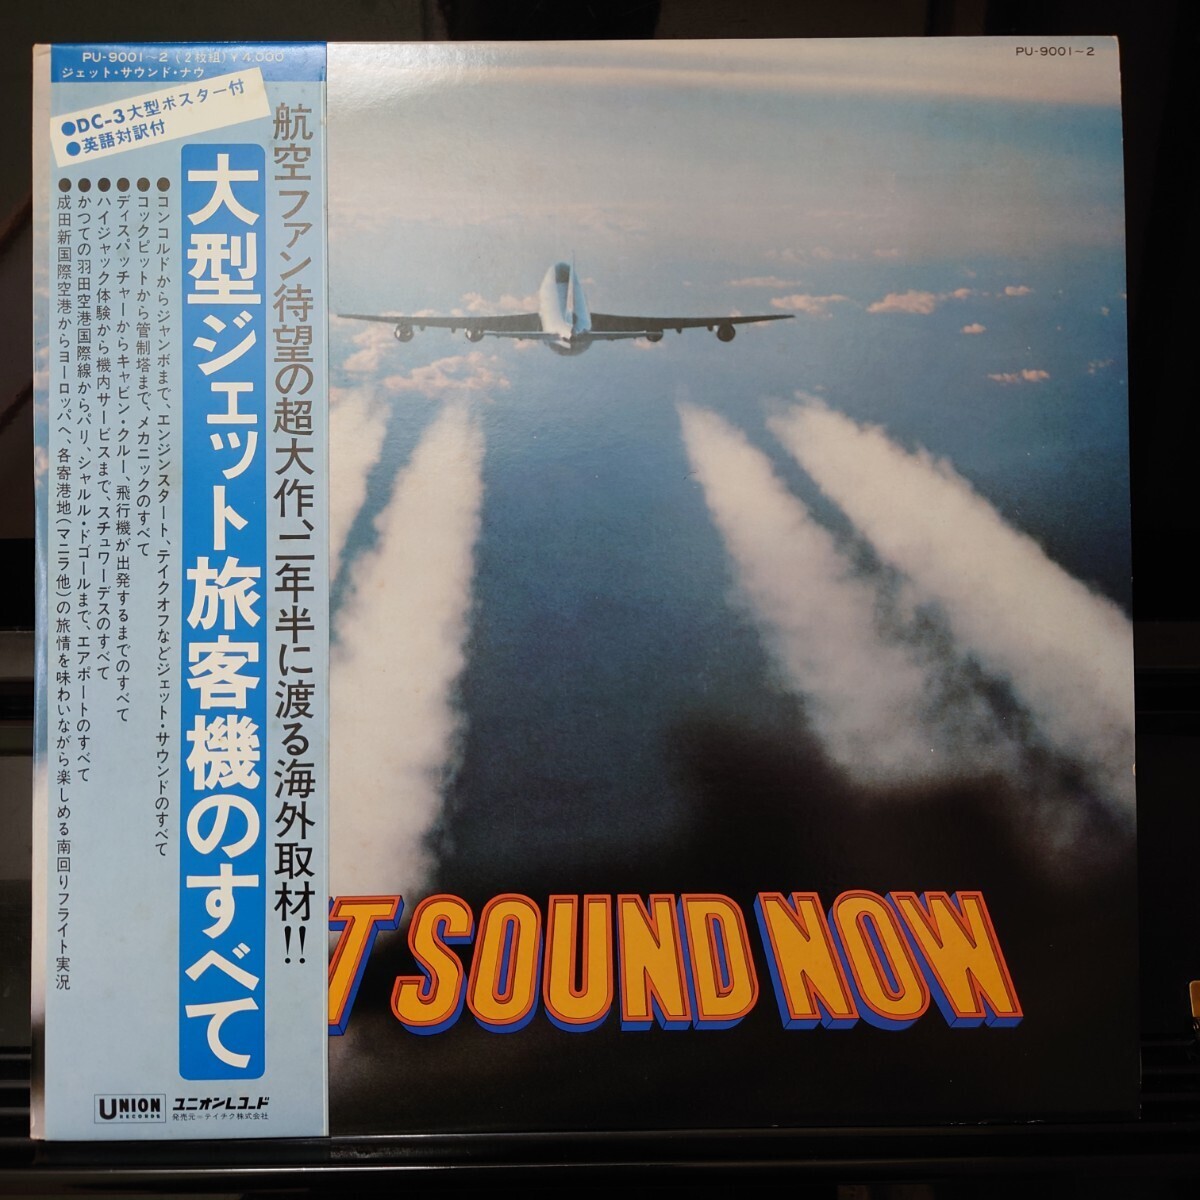 PU-9001~2 (2枚組) ¥4,000
ジェット・サウンド・ナウ
●DC-3大型ポスター付
●英語対訳付
航空ファン待望の超大作、二年半に渡る海外取材!!
大型ジェット旅客機のすべて
●コンコルドからジャンボまで、エンジンスタート、テイクオフなどジェット・サウンドのすべて
●コックピットから管制塔まで、メカニックのすべて
●ディスパッチャーからキャビン・クルー、飛行機が出発するまでのすべて
●ハイジャック体験から機内サービスまで、スチュワーデスのすべて
●かつての羽田空港国際線からパリ、シャルル・ドゴールまで、エアポートのすべて
●成田新国際空港からヨーロッパへ、各寄港地(マニラ他)の旅情を味わいながら楽しめる南回りフライト実況
UNION
RECORDS
ユニオンレコード
発売元=テイチク株式会社
PU-9001~2
T SOUND NOW